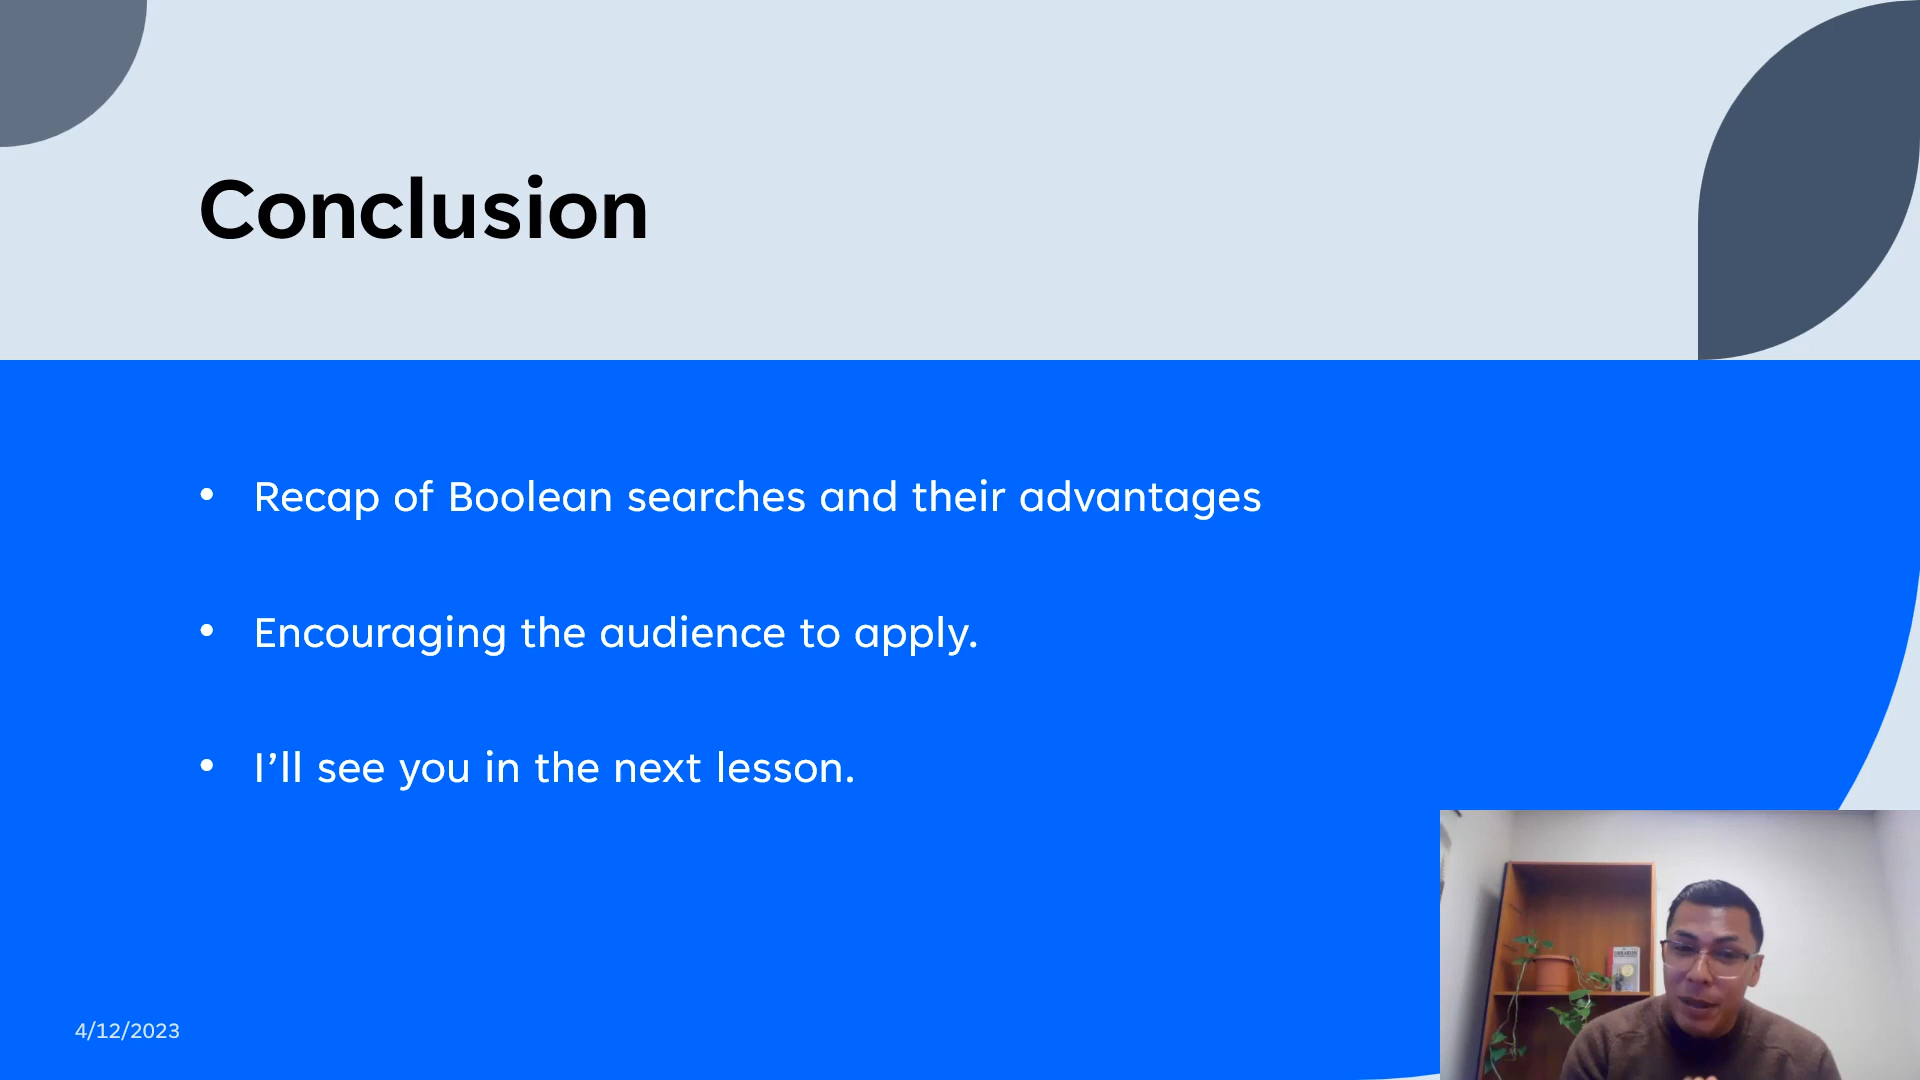 Conclusion
• Recap of Boolean searches and their advantages
• Encouraging the audience to apply.
• I’ll see you in the next lesson.
4/12/2023